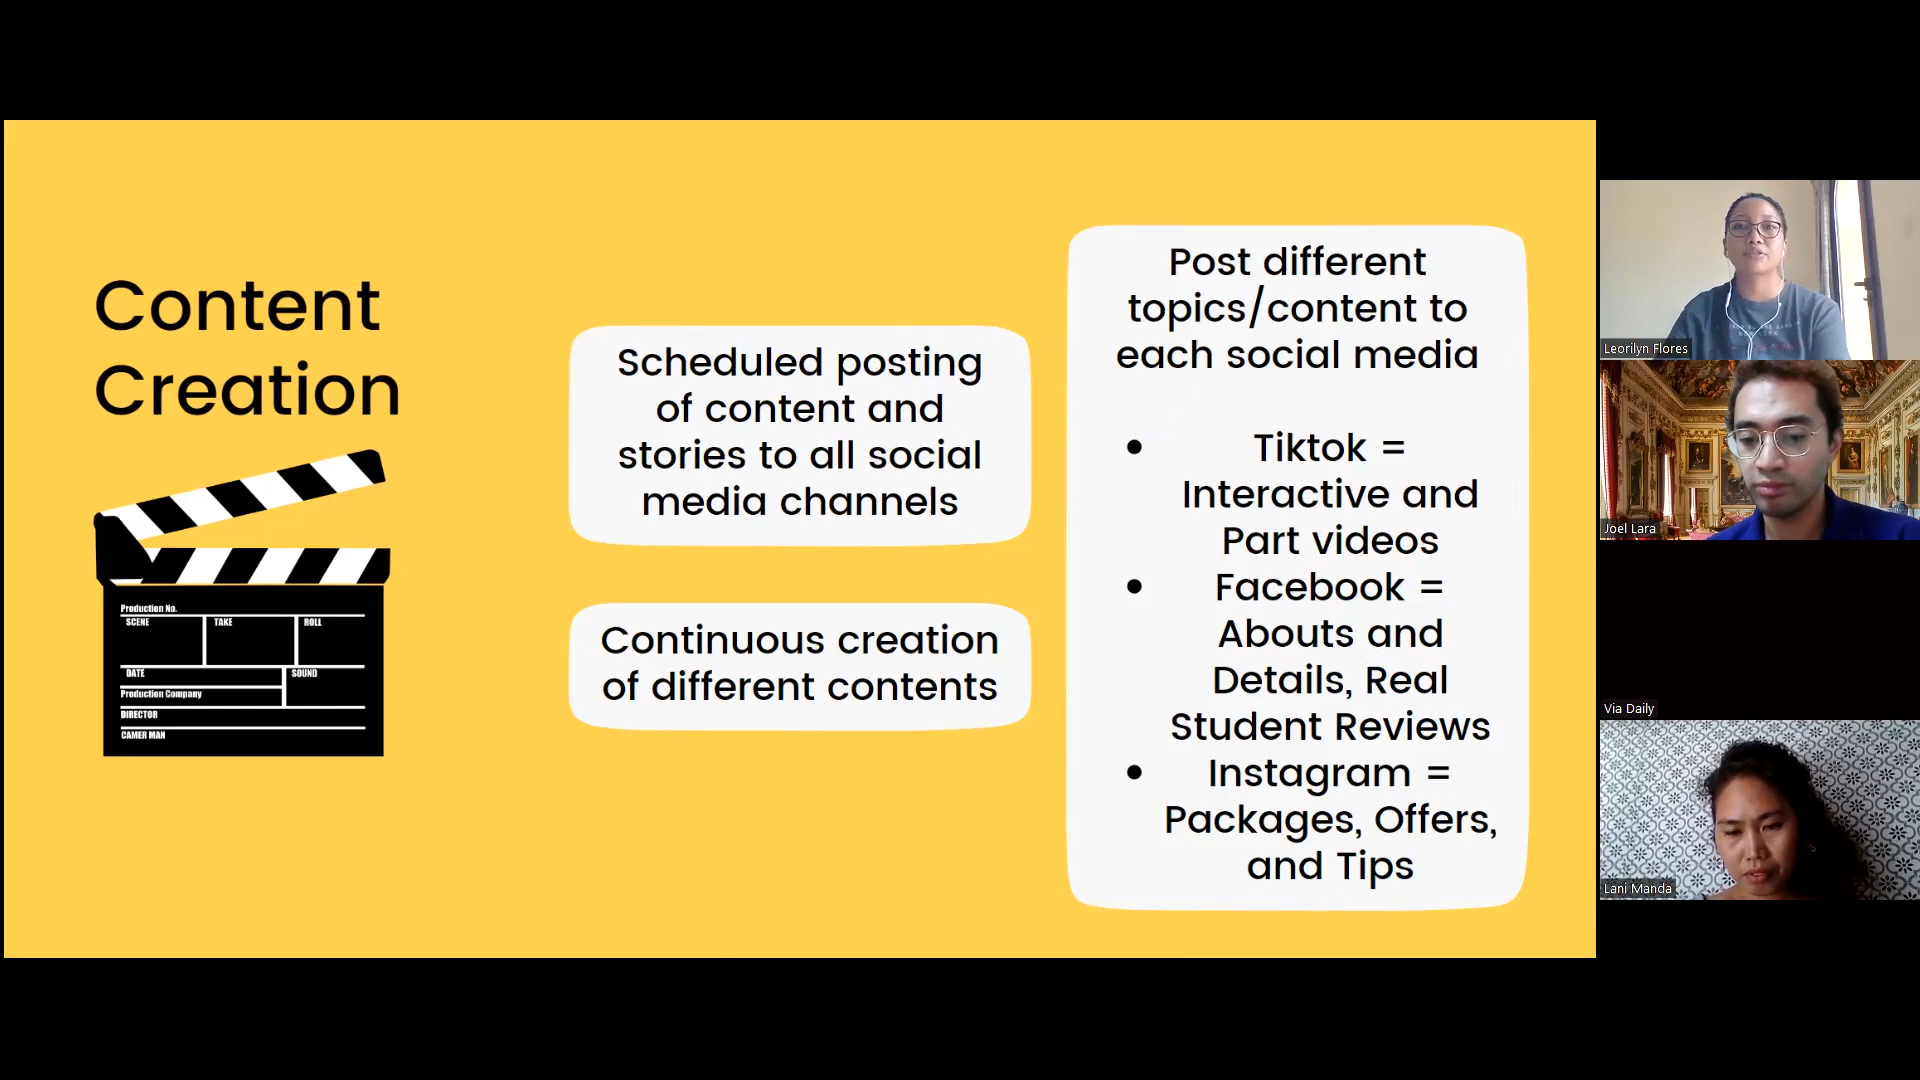 Content
Creation
Production No.
SCENE
TAKE
ROLL
DATE
SOUND
Production Company
DIRECTOR
CAMER MAN
Scheduled posting
of content and
stories to all social
media channels
Continuous creation
of different contents
Post different
topics/content to
each social media
• Tiktok =
Interactive and
Part videos
• Facebook =
Abouts and
Details, Real
Student Reviews
• Instagram =
Packages, Offers,
and Tips
Leorilyn Flores
Joel Lara
Via Daily
Lani Manda